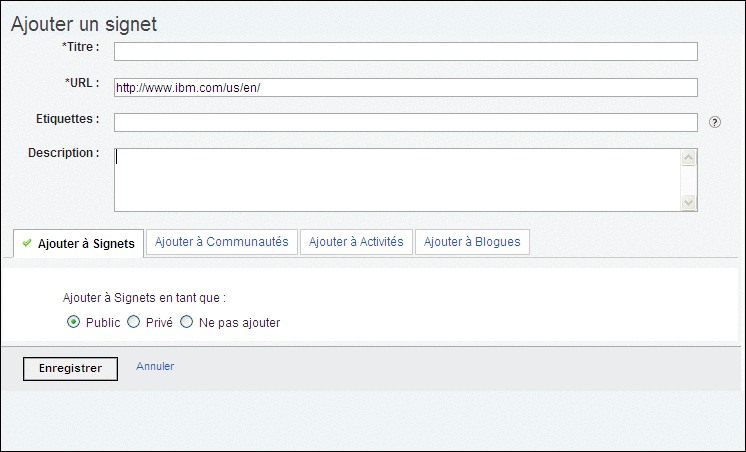 Ajouter un signet
*Titre :
*URL : http://www.ibm.com/us/en/
Etiquettes : ?
Description :
Ajouter à Signets Ajouter à Communautés Ajouter à Activités Ajouter à Blogues
Ajouter à Signets en tant que :
Public Privé Ne pas ajouter
Enregistrer Annuler